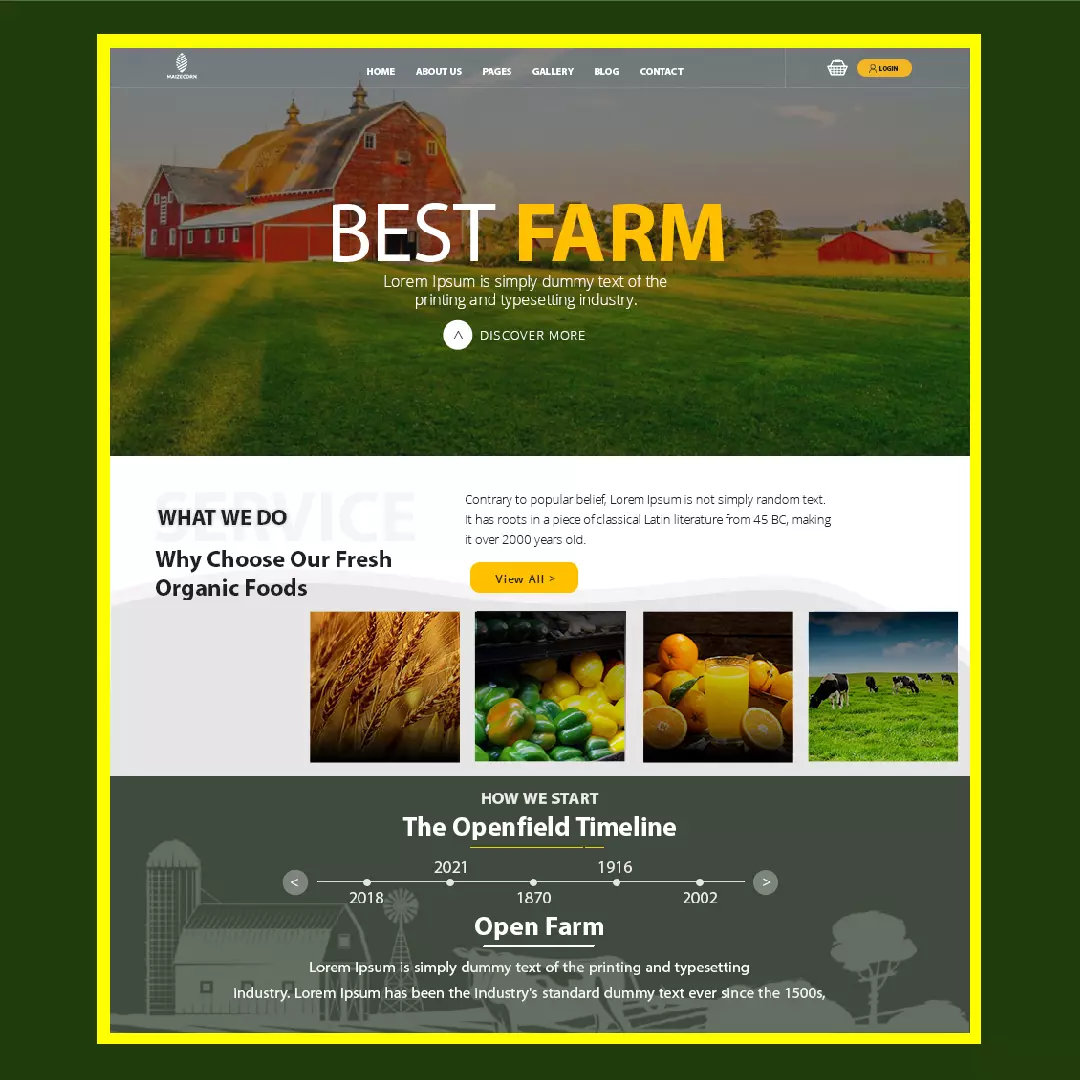 MAIZECORN
HOME ABOUT US PAGES GALLERY BLOG CONTACT
LOGIN
BEST FARM
Lorem Ipsum is simply dummy text of the
printing and typesetting industry.
DISCOVER MORE
SERVICE
WHAT WE DO
Why Choose Our Fresh
Organic Foods
Contrary to popular belief, Lorem Ipsum is not simply random text.
It has roots in a piece of classical Latin literature from 45 BC, making
it over 2000 years old.
View All >
HOW WE START
The Openfield Timeline
2021 1916
< >
2018 1870 2002
Open Farm
Lorem Ipsum is simply dummy text of the printing and typesetting
industry. Lorem Ipsum has been the industry's standard dummy text ever since the 1500s,